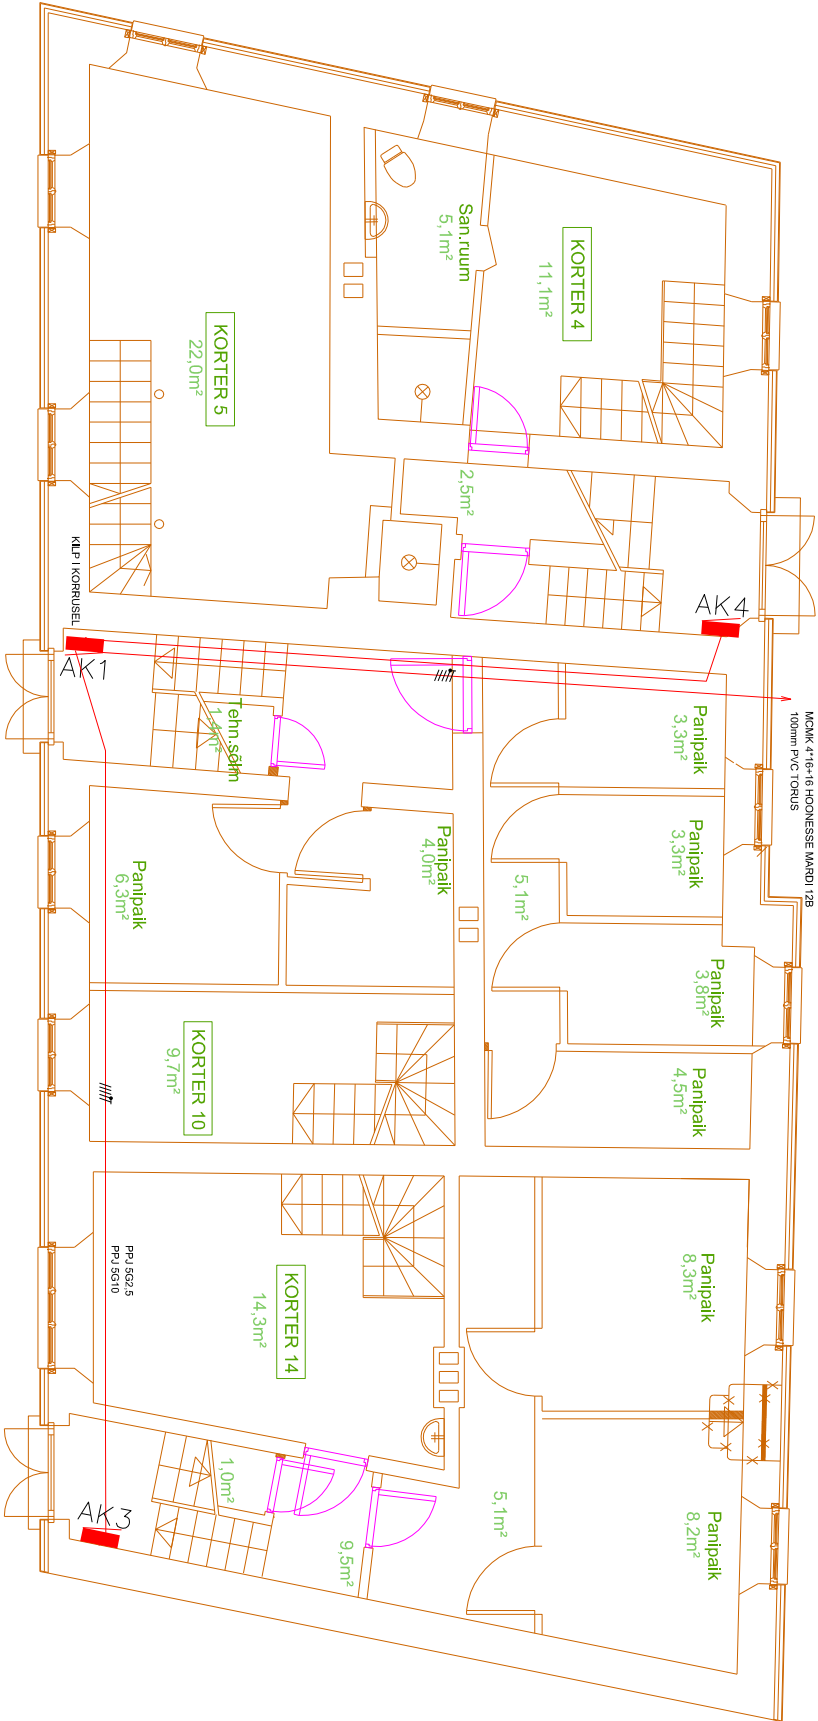 San.ruum
5,1m²
KORTER 4
11,1m²
KORTER 5
22,0m²
2,5m²
KILP I KORRUSEL
AK4
AK1
MCMK 4*16+16 HOONESSE MARDI 12B
100mm PVC TORUS
Tehn.sõlm
1,4m²
Panipaik
3,3m²
Panipaik
3,3m²
Panipaik
4,0m²
Panipaik
6,3m²
5,1m²
Panipaik
3,8m²
KORTER 10
9,7m²
Panipaik
4,5m²
PPJ 5G2,5
PPJ 5G10
KORTER 14
14,3m²
Panipaik
8,3m²
1,0m²
AK3
9,5m²
5,1m²
Panipaik
8,2m²